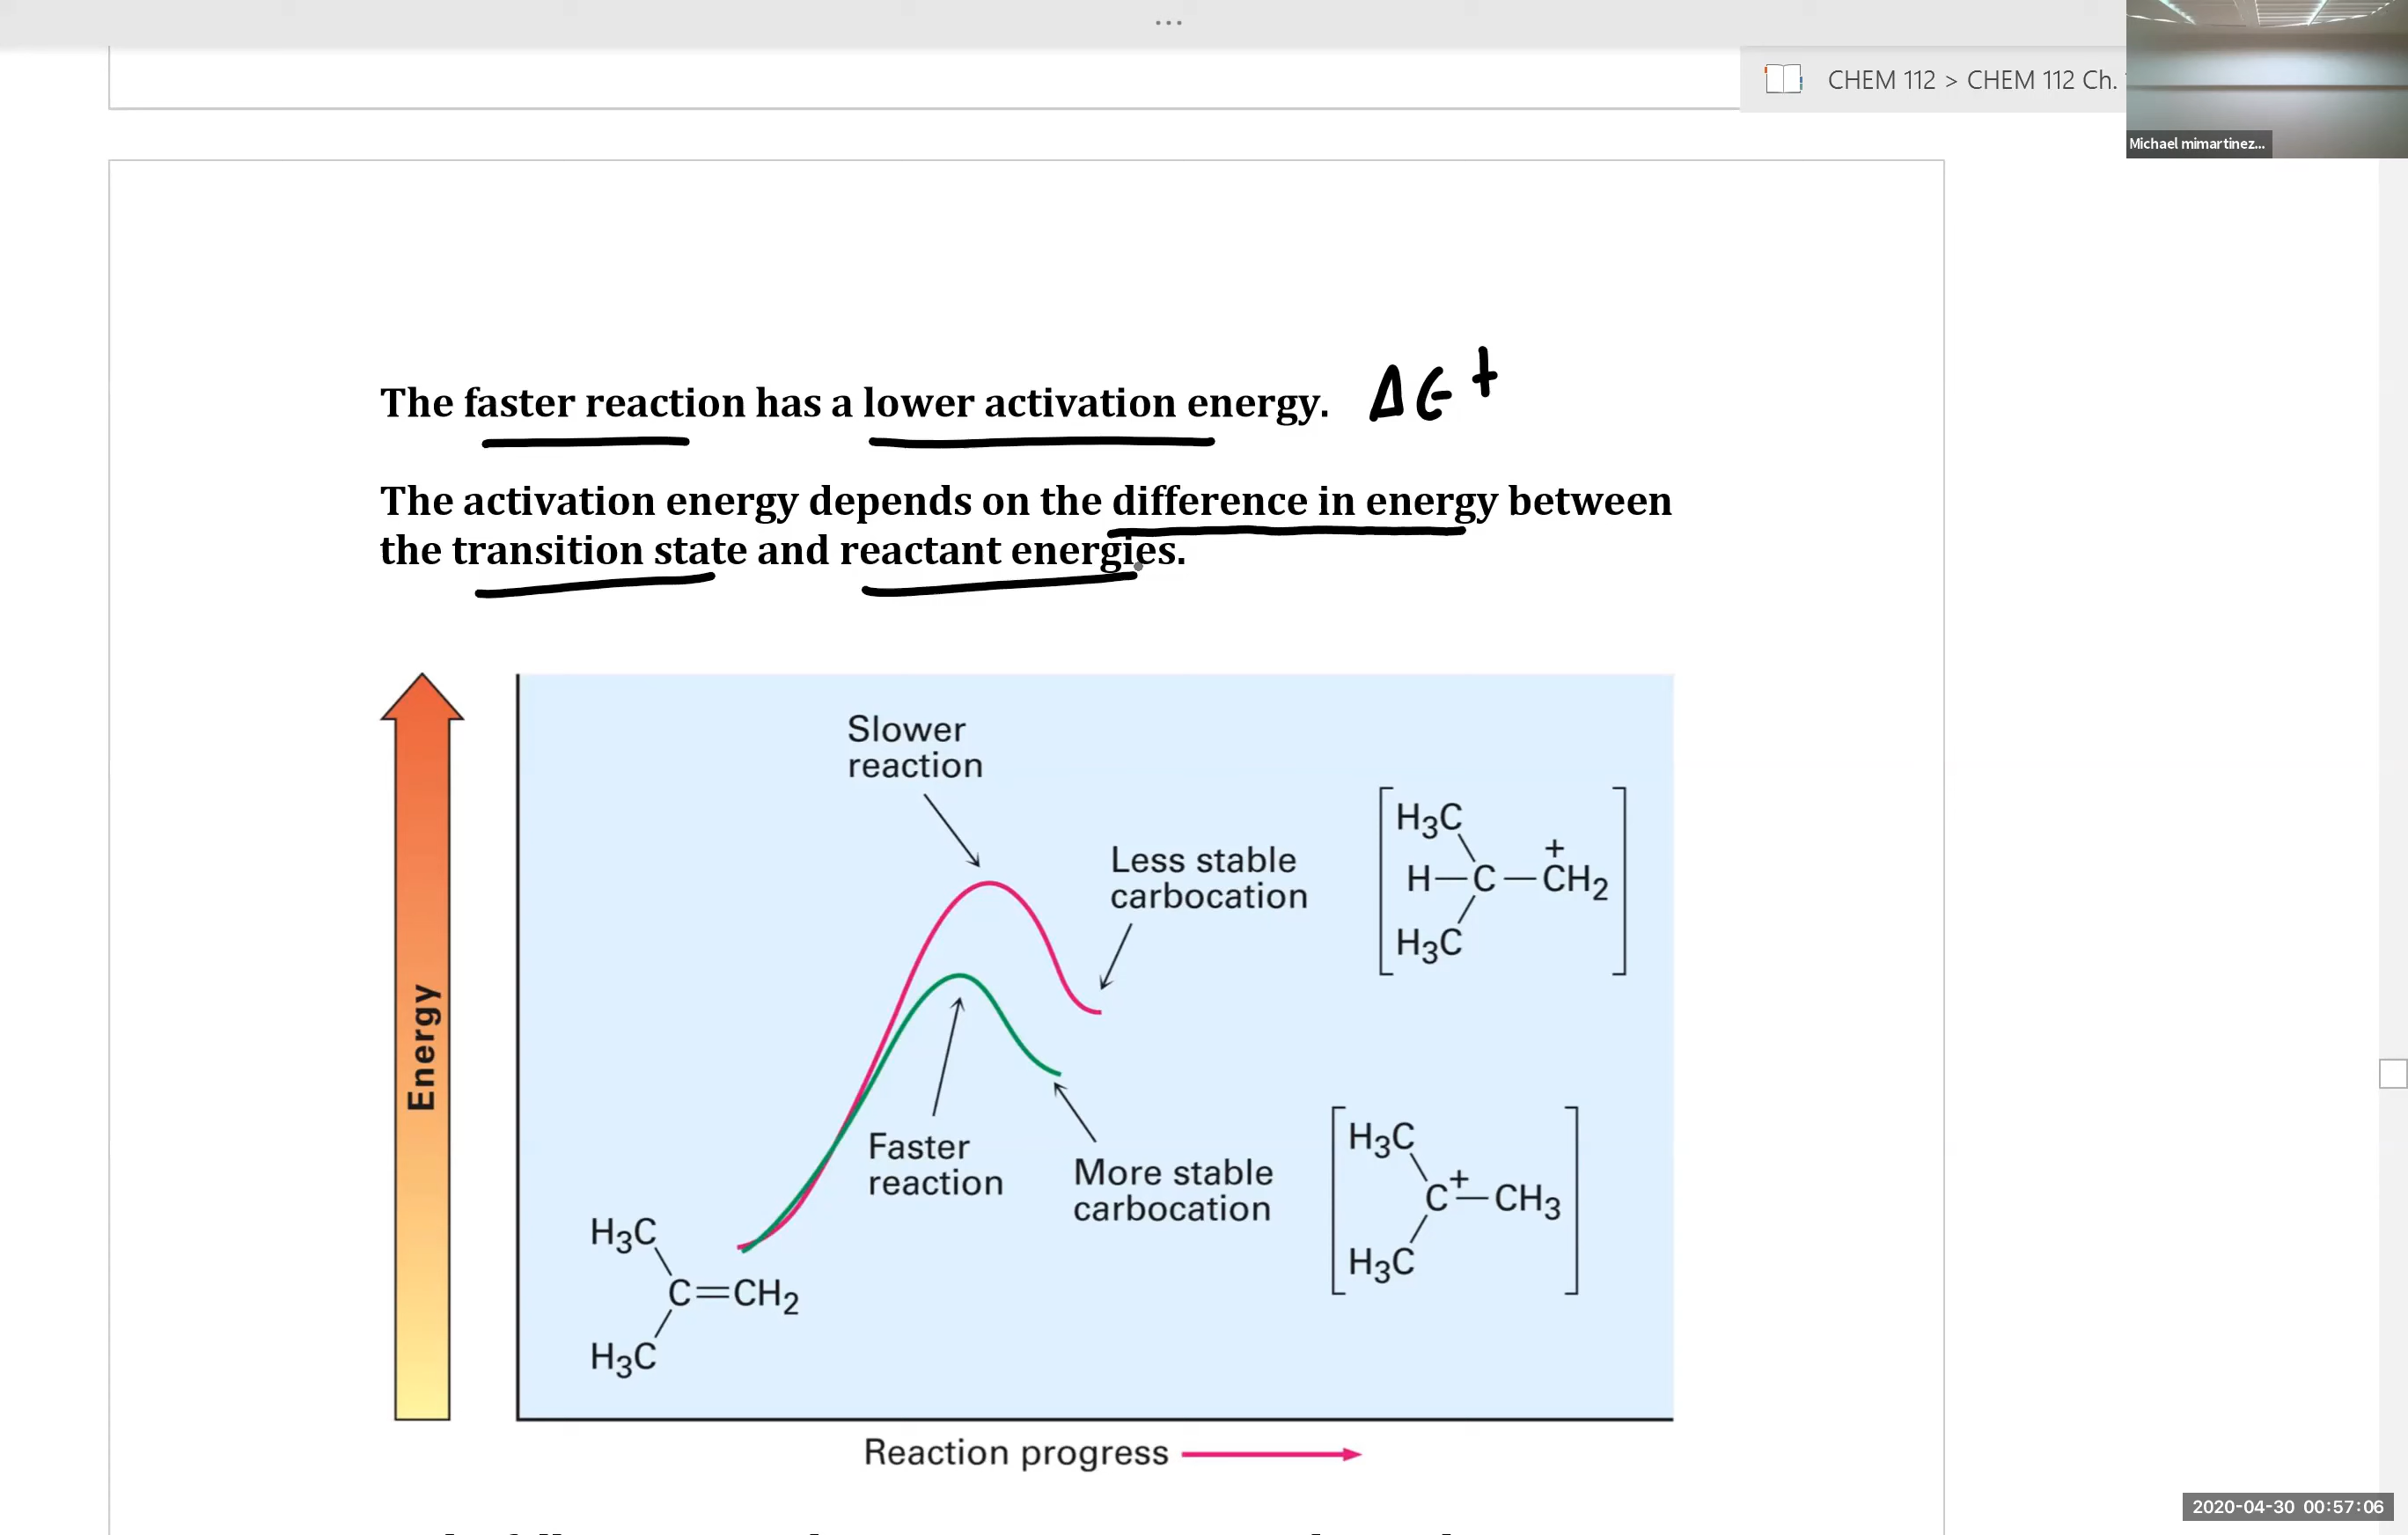 ...
CHEM 112 > CHEM 112 Ch.
Michael mimartinez...
The faster reaction has a lower activation energy. ΔG‡
The activation energy depends on the difference in energy between
the transition state and reactant energies.
Slower
reaction
Less stable
carbocation
H3C
H—C—CH2
+
H3C
Energy
Faster
reaction
More stable
carbocation
H3C
C+—CH3
H3C
H3C
C=CH2
H3C
Reaction progress
2020-04-30 00:57:06